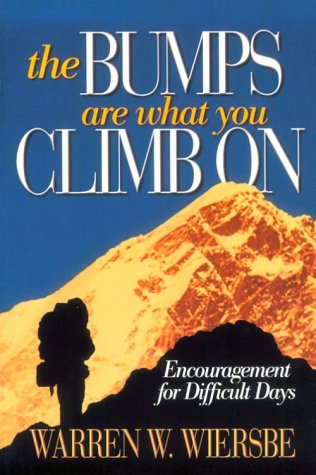 the BUMPS
are what you
CLIMB ON
Encouragement
for Difficult Days
WARREN W. WIERSBE